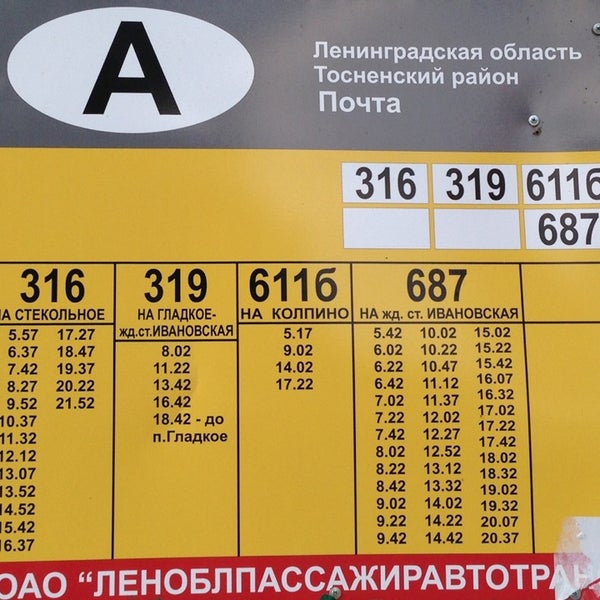 А
Ленинградская область
Тосненский район
Почта
316 319 611б
687
316 319 611б 687
НА СТЕКОЛЬНОЕ
НА ГЛАДКОЕ-
жд.ст.ИВАНОВСКАЯ
НА КОЛПИНО
НА жд. ст. ИВАНОВСКАЯ
5.57 17.27
6.37 18.47
7.42 19.37
8.27 20.22
9.52 21.52
10.37
11.32
12.12
13.07
13.52
14.52
15.42
16.37
8.02
11.22
13.42
16.42
18.42 - до
п.Гладкое
5.17
9.02
14.02
17.22
5.42 10.02 15.02
6.02 10.22 15.22
6.22 10.47 15.42
6.42 11.12 16.07
7.02 11.37 16.32
7.22 12.02 17.02
7.42 12.27 17.22
8.02 12.52 17.42
8.22 13.12 18.02
8.42 13.32 18.32
9.02 14.02 19.02
9.22 14.22 19.32
9.42 14.42 20.07
20.37
ОАО “ЛЕНОБЛПАССАЖИРАВТОТРАН